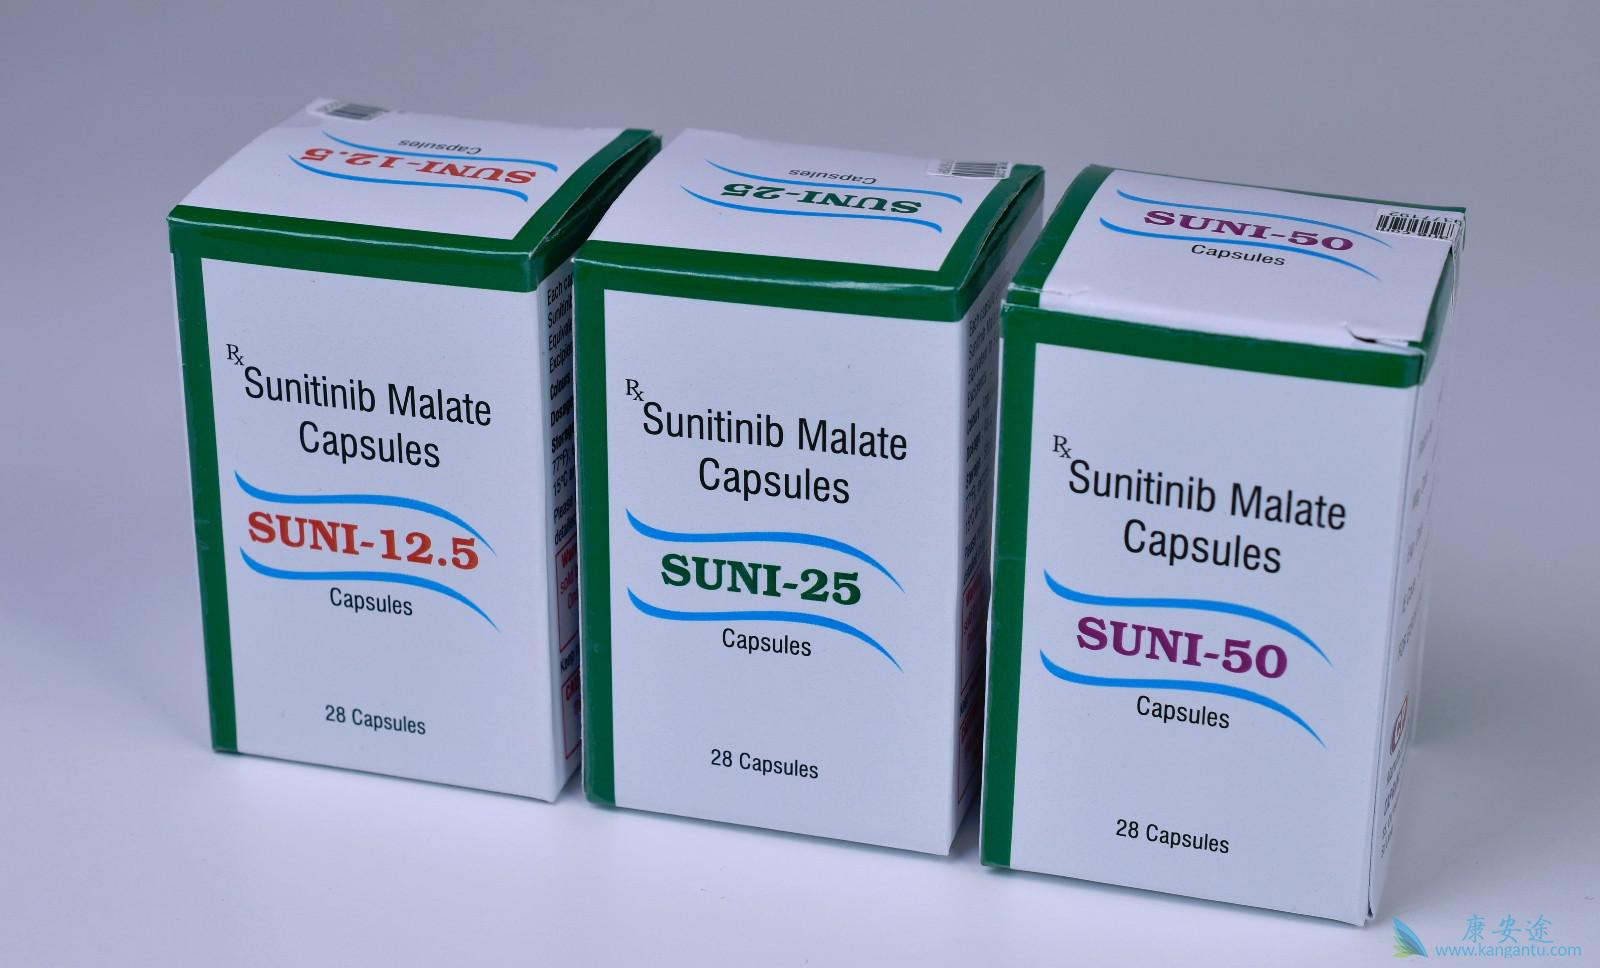 SUNI-12.5
Capsules
Rx
Sunitinib Malate
Capsules
SUNI-12.5
Capsules
28 Capsules
SUNI-25
Capsules
Rx
Sunitinib Malate
Capsules
SUNI-25
Capsules
28 Capsules
SUNI-50
Capsules
Rx
Sunitinib Malate
Capsules
SUNI-50
Capsules
28 Capsules
康安途
www.kangantu.com